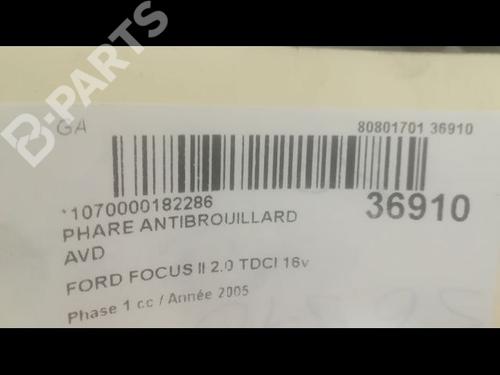 B-PARTS
GA
80801701 36910
*1070000182286
36910
PHARE ANTIBROUILLARD
AVD
FORD FOCUS II 2.0 TDCI 16v
Phase 1 cc / Année 2005